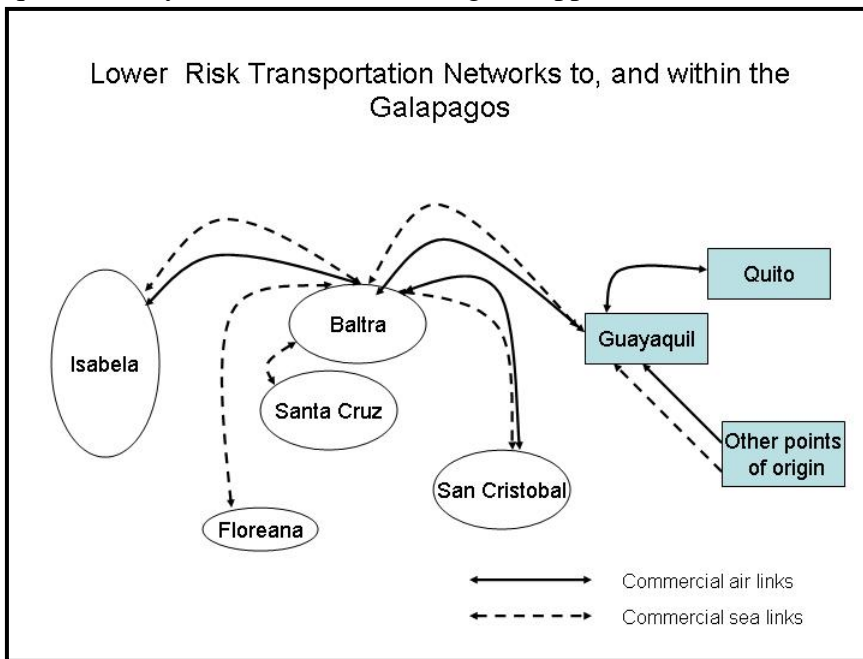 Lower Risk Transportation Networks to, and within the
Galapagos
Quito
Baltra
Guayaquil
Isabela
Santa Cruz
Other points
of origin
San Cristobal
Floreana
Commercial air links
Commercial sea links